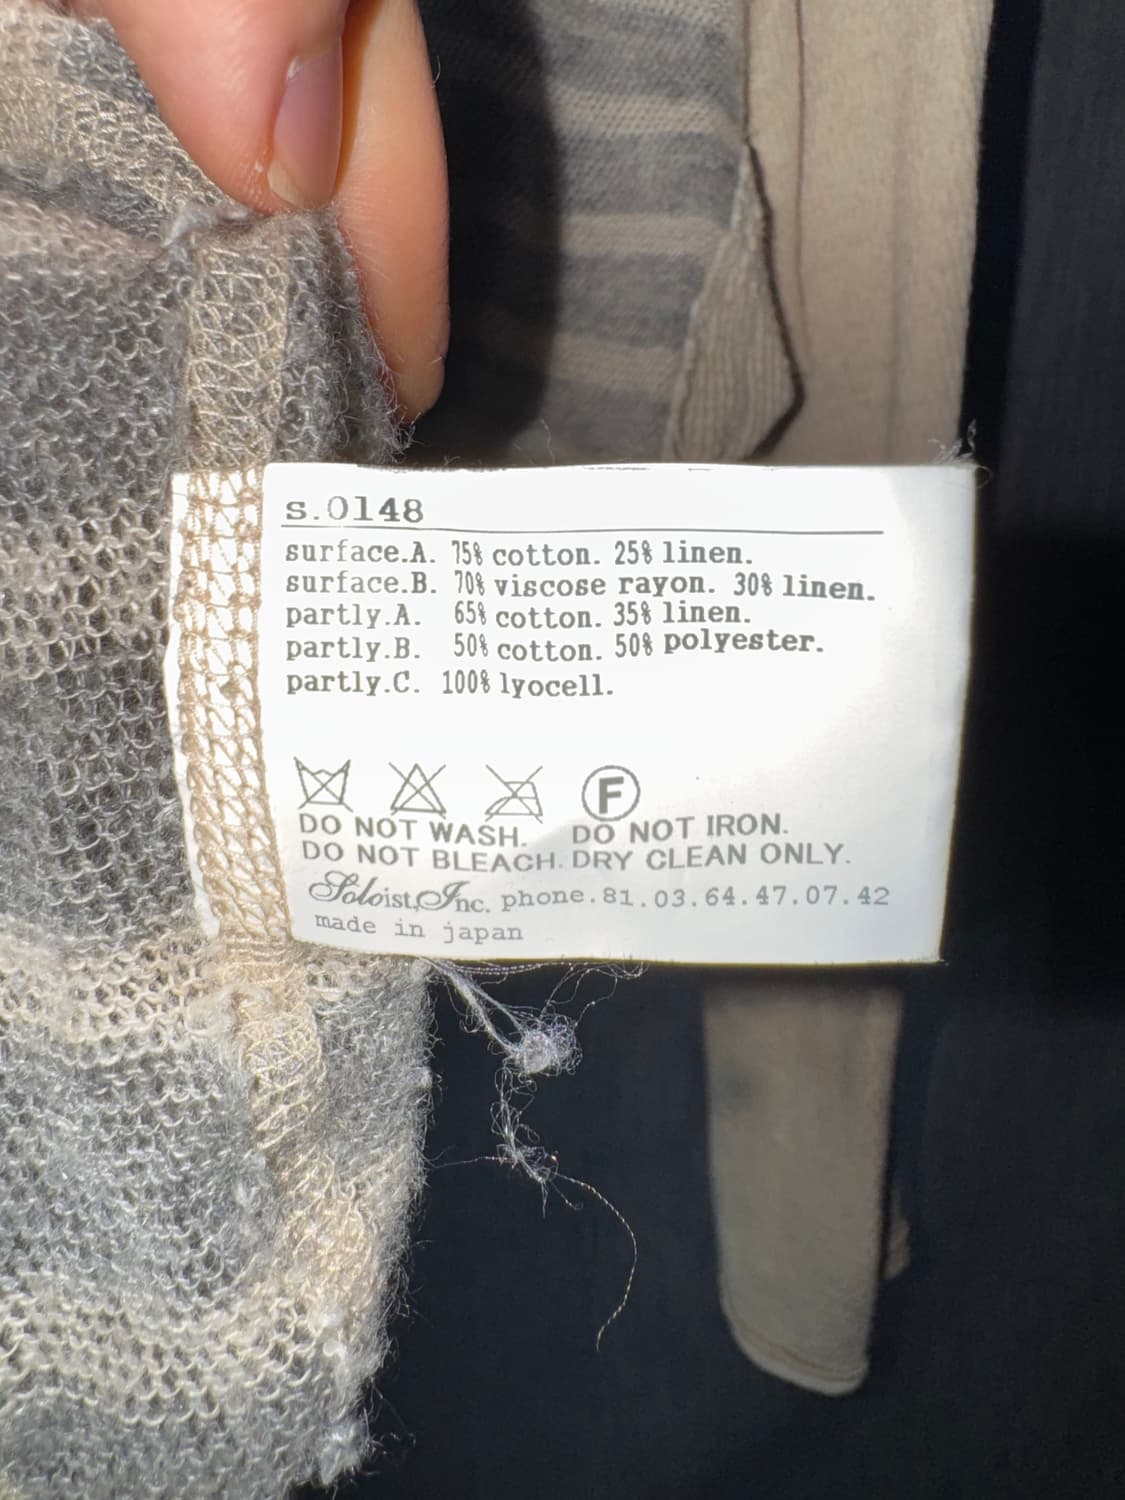 s.0148
surface.A. 75% cotton. 25% linen.
surface.B. 70% viscose rayon. 30% linen.
partly.A. 65% cotton. 35% linen.
partly.B. 50% cotton. 50% polyester.
partly.C. 100% lyocell.
F
DO NOT WASH. DO NOT IRON.
DO NOT BLEACH. DRY CLEAN ONLY.
Soloist, Inc. phone.81.03.64.47.07.42
made in japan